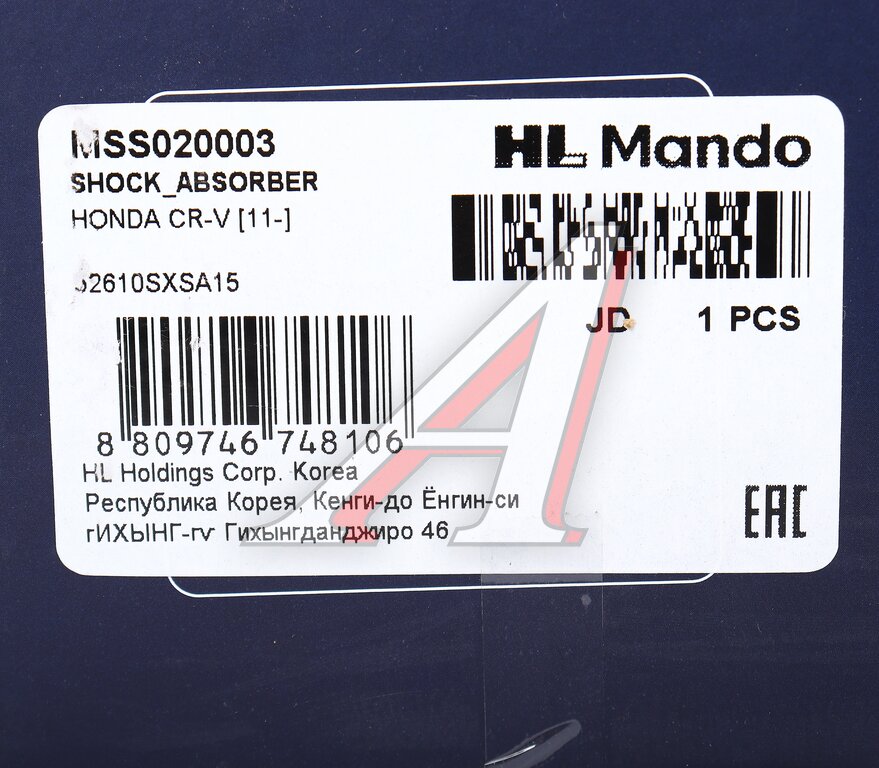 MSS020003
HL Mando
SHOCK_ABSORBER
HONDA CR-V [11-]
52610SXSA15
JD 1 PCS
8 809746 748106
HL Holdings Corp. Korea
Республика Корея, Кенги-до Ёнгин-си
гИХЫНГ-гу Гихынгданджиро 46
EAC